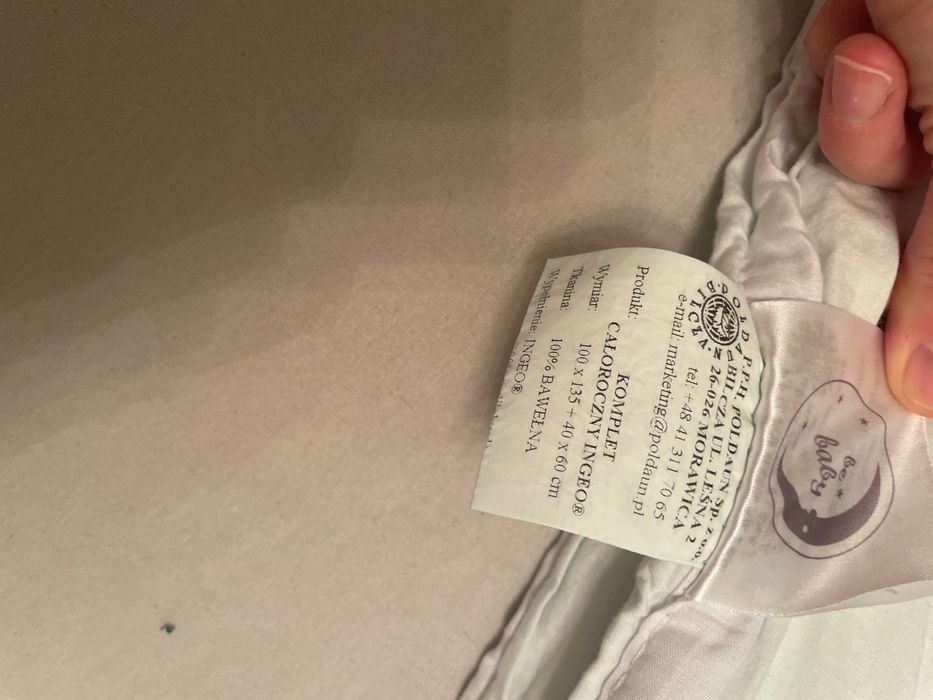 P.P.H. POLDAUN SP. Z O.O.
BILCZA UL. LEŚNA 2
26-026 MORAWICA
tel: +48 41 311 70 65
e-mail: marketing@poldaun.pl
Produkt: KOMPLET
CAŁOROCZNY INGEO®
Wymiar: 100 x 135 + 40 x 60 cm
Tkanina: 100% BAWEŁNA
Wypełnienie: INGEO®
be
baby